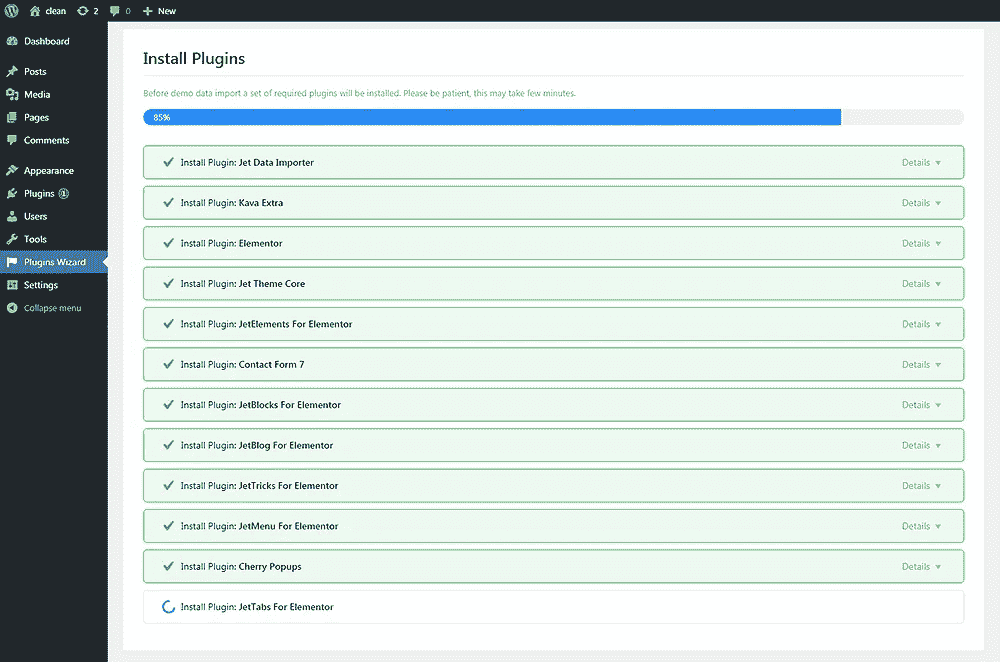 clean 2 0 New
Dashboard
Posts
Media
Pages
Comments
Appearance
Plugins 1
Users
Tools
Plugins Wizard
Settings
Collapse menu
Install Plugins
Before demo data import a set of required plugins will be installed. Please be patient, this may take few minutes.
85%
Install Plugin: Jet Data Importer Details
Install Plugin: Kava Extra Details
Install Plugin: Elementor Details
Install Plugin: Jet Theme Core Details
Install Plugin: JetElements For Elementor Details
Install Plugin: Contact Form 7 Details
Install Plugin: JetBlocks For Elementor Details
Install Plugin: JetBlog For Elementor Details
Install Plugin: JetTricks For Elementor Details
Install Plugin: JetMenu For Elementor Details
Install Plugin: Cherry Popups Details
Install Plugin: JetTabs For Elementor